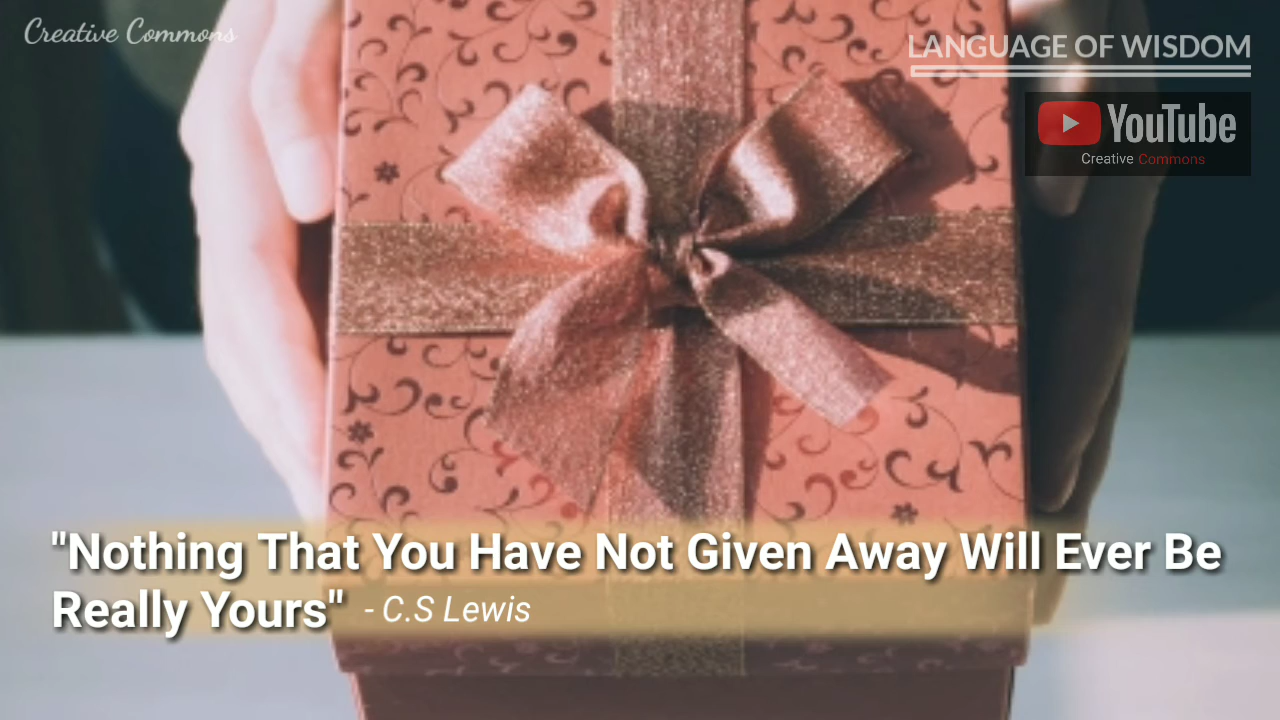 Creative Commons
LANGUAGE OF WISDOM
YouTube
Creative Commons
"Nothing That You Have Not Given Away Will Ever Be
Really Yours" - C.S Lewis